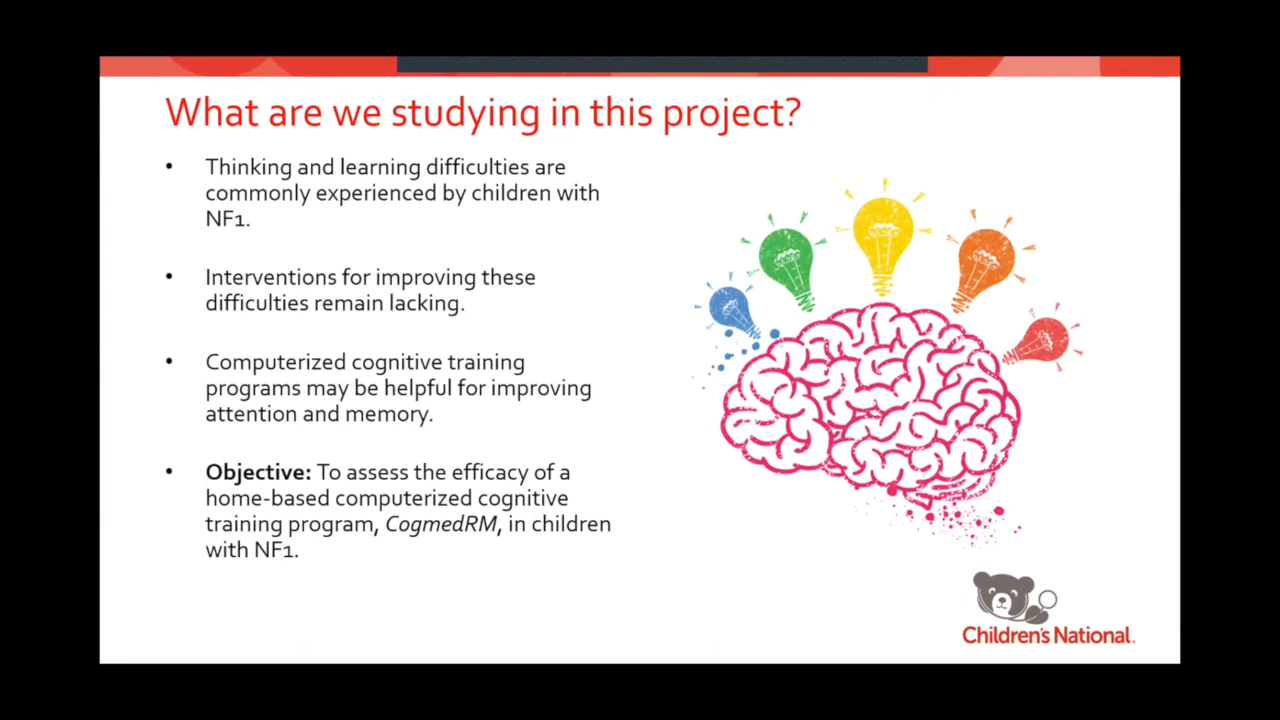 What are we studying in this project?
• Thinking and learning difficulties are
commonly experienced by children with
NF1.
• Interventions for improving these
difficulties remain lacking.
• Computerized cognitive training
programs may be helpful for improving
attention and memory.
• Objective: To assess the efficacy of a
home-based computerized cognitive
training program, CogmedRM, in children
with NF1.
Children's National.